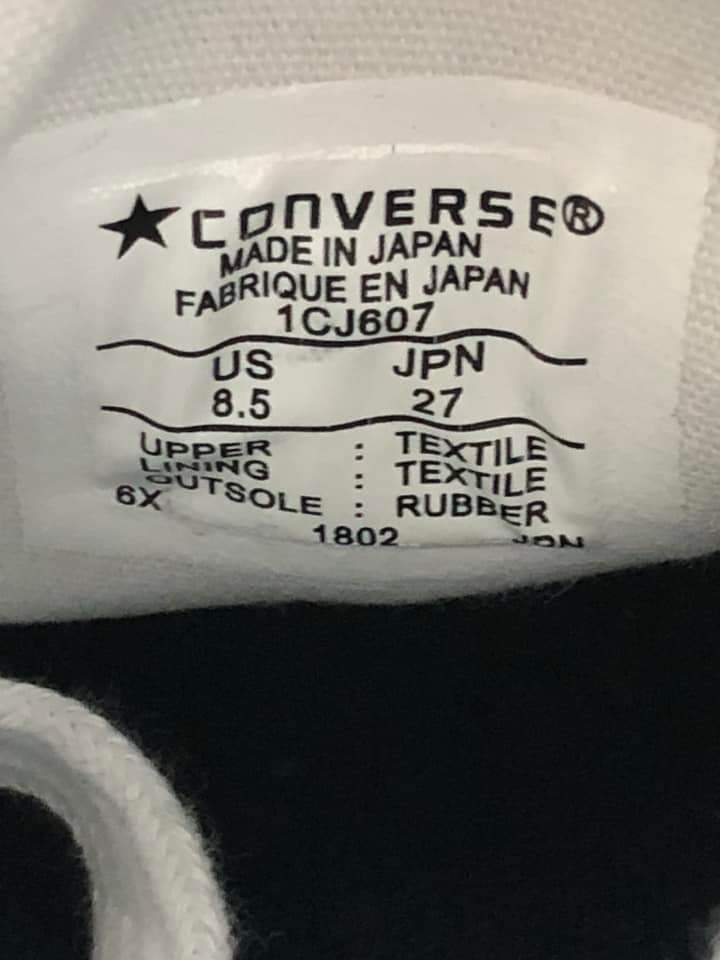 ★CONVERSE®
MADE IN JAPAN
FABRIQUE EN JAPAN
1CJ607
US JPN
8.5 27
UPPER : TEXTILE
LINING : TEXTILE
OUTSOLE : RUBBER
6X
1802 JDN